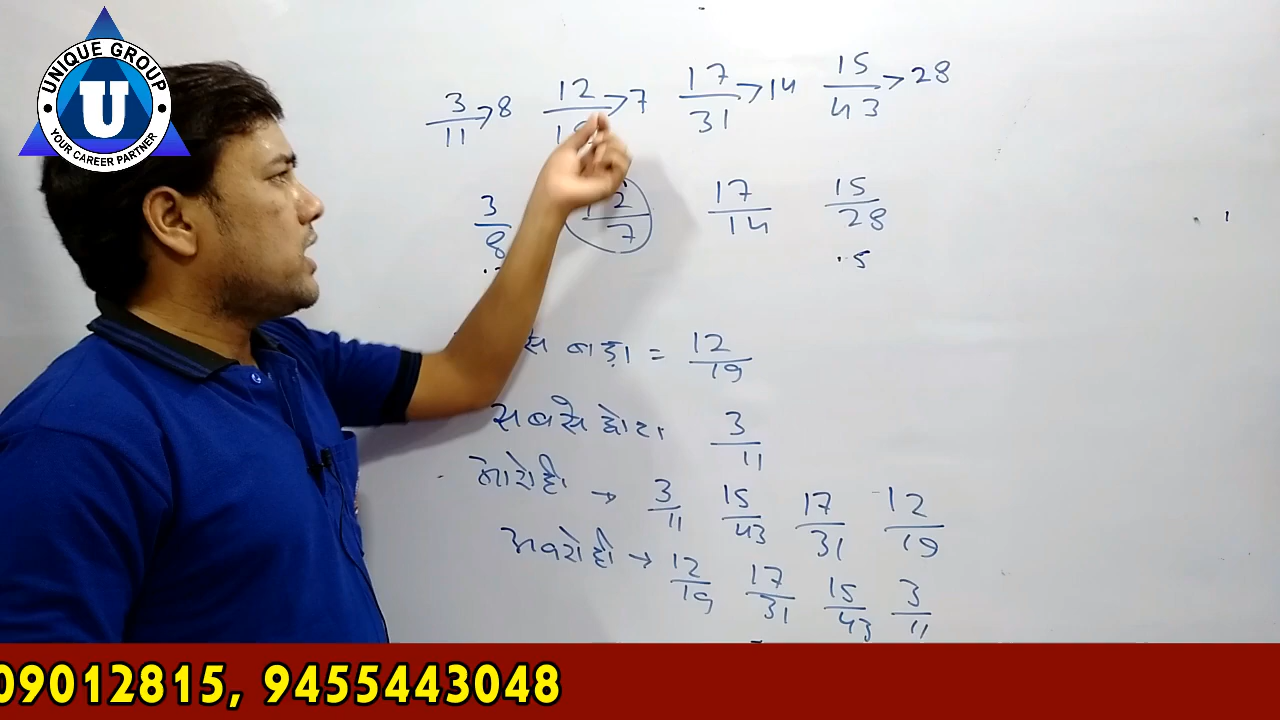 UNIQUE GROUP
U
YOUR CAREER PARTNER
3/11 → 8 12/1 → 7 17/31 → 14 15/43 → 28
3/8 12/7 17/14 15/28
.5
से बड़ा = 12/19
सबसे छोटा 3/11
आरोही → 3/11 15/43 17/31 12/19
अवरोही → 12/19 17/31 15/43 3/11
09012815, 9455443048